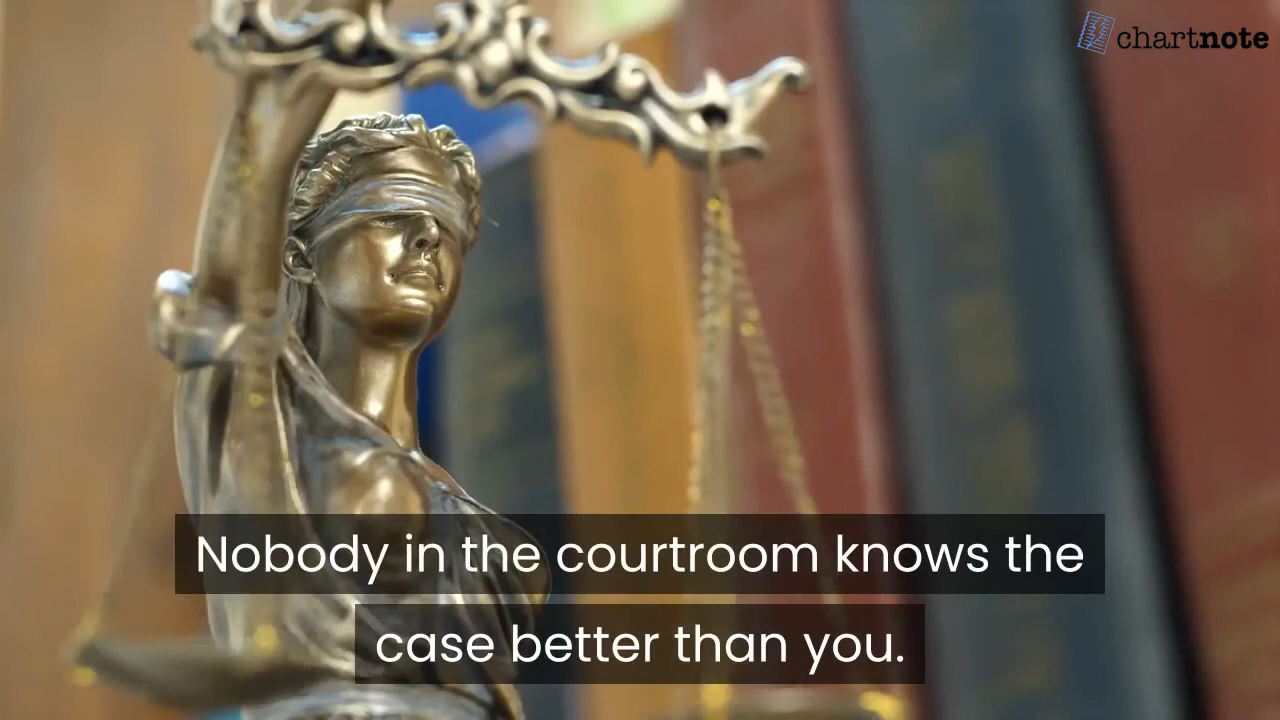 chartnote
Nobody in the courtroom knows the
case better than you.